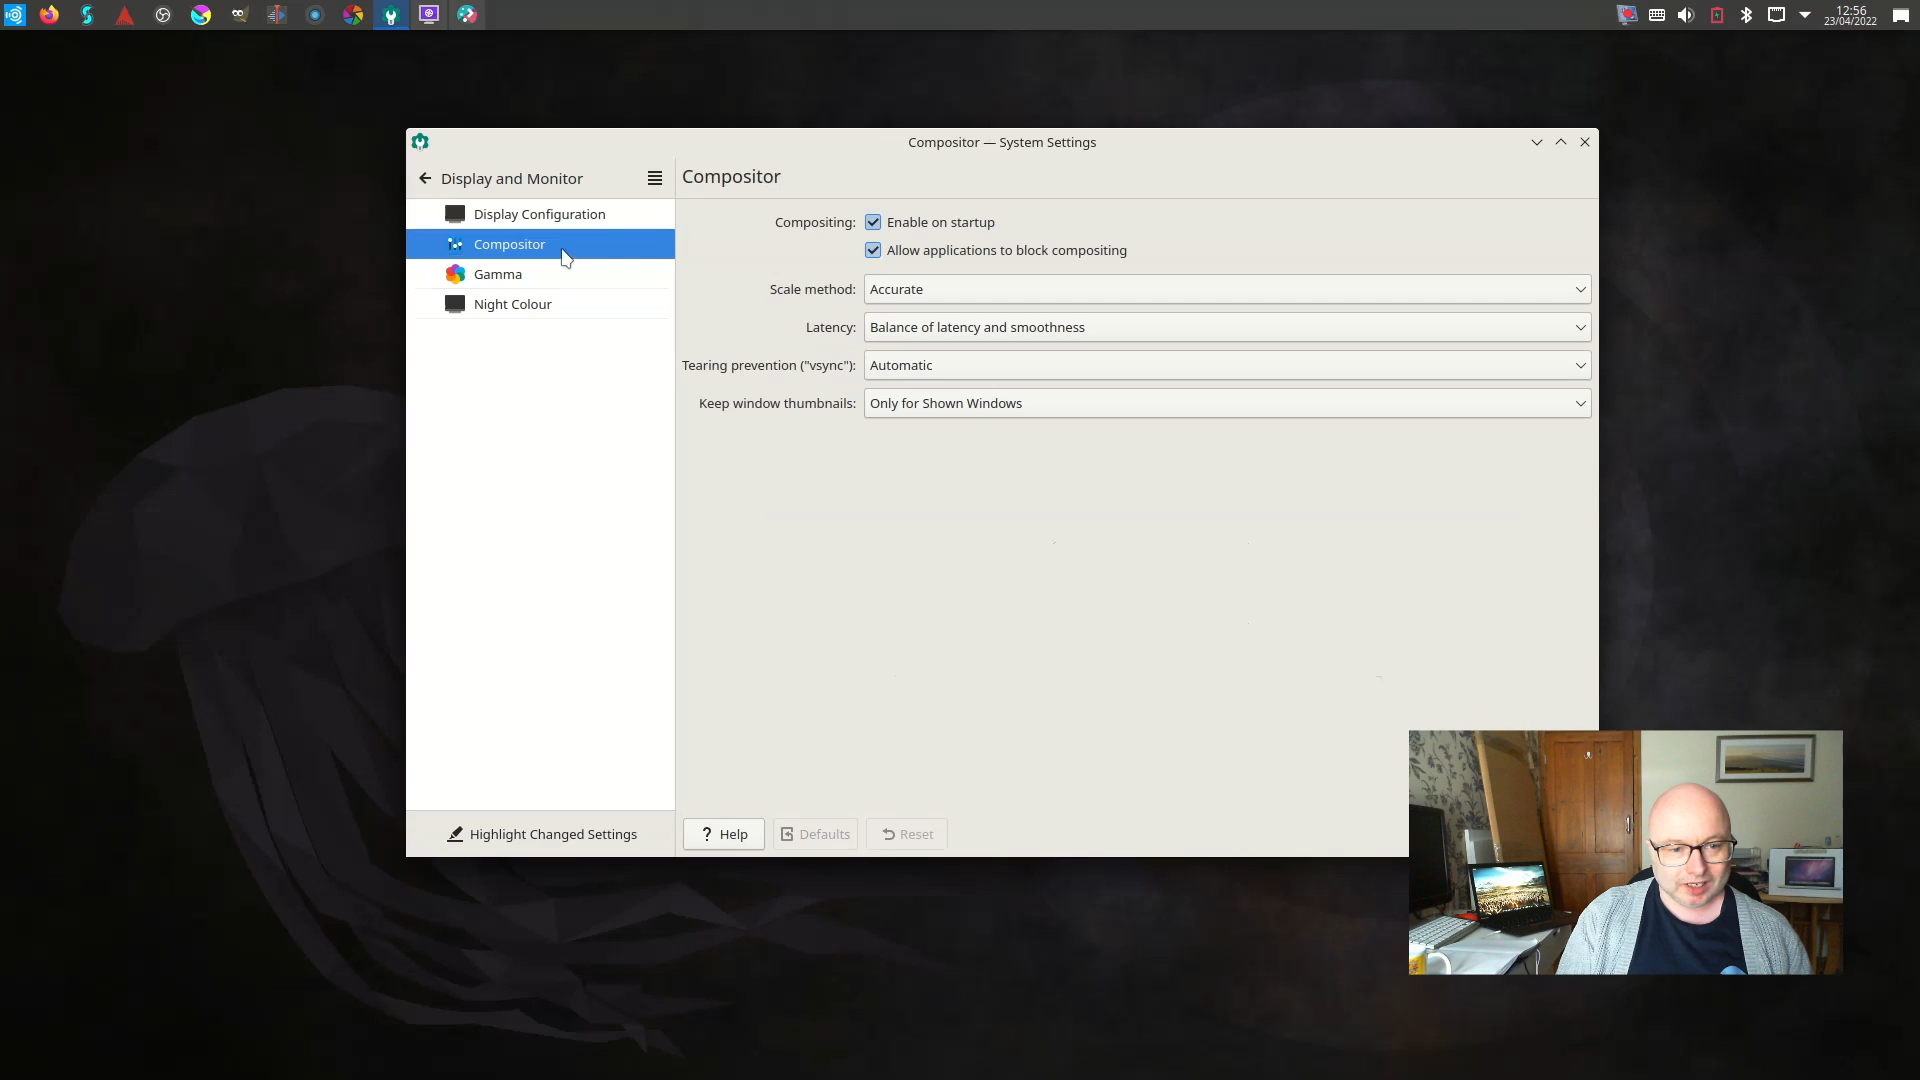 12:56
23/04/2022
Compositor — System Settings
Display and Monitor
Compositor
Display Configuration
Compositor
Gamma
Night Colour
Compositing:
Enable on startup
Allow applications to block compositing
Scale method:
Accurate
Latency:
Balance of latency and smoothness
Tearing prevention ("vsync"):
Automatic
Keep window thumbnails:
Only for Shown Windows
Highlight Changed Settings
? Help
Defaults
Reset